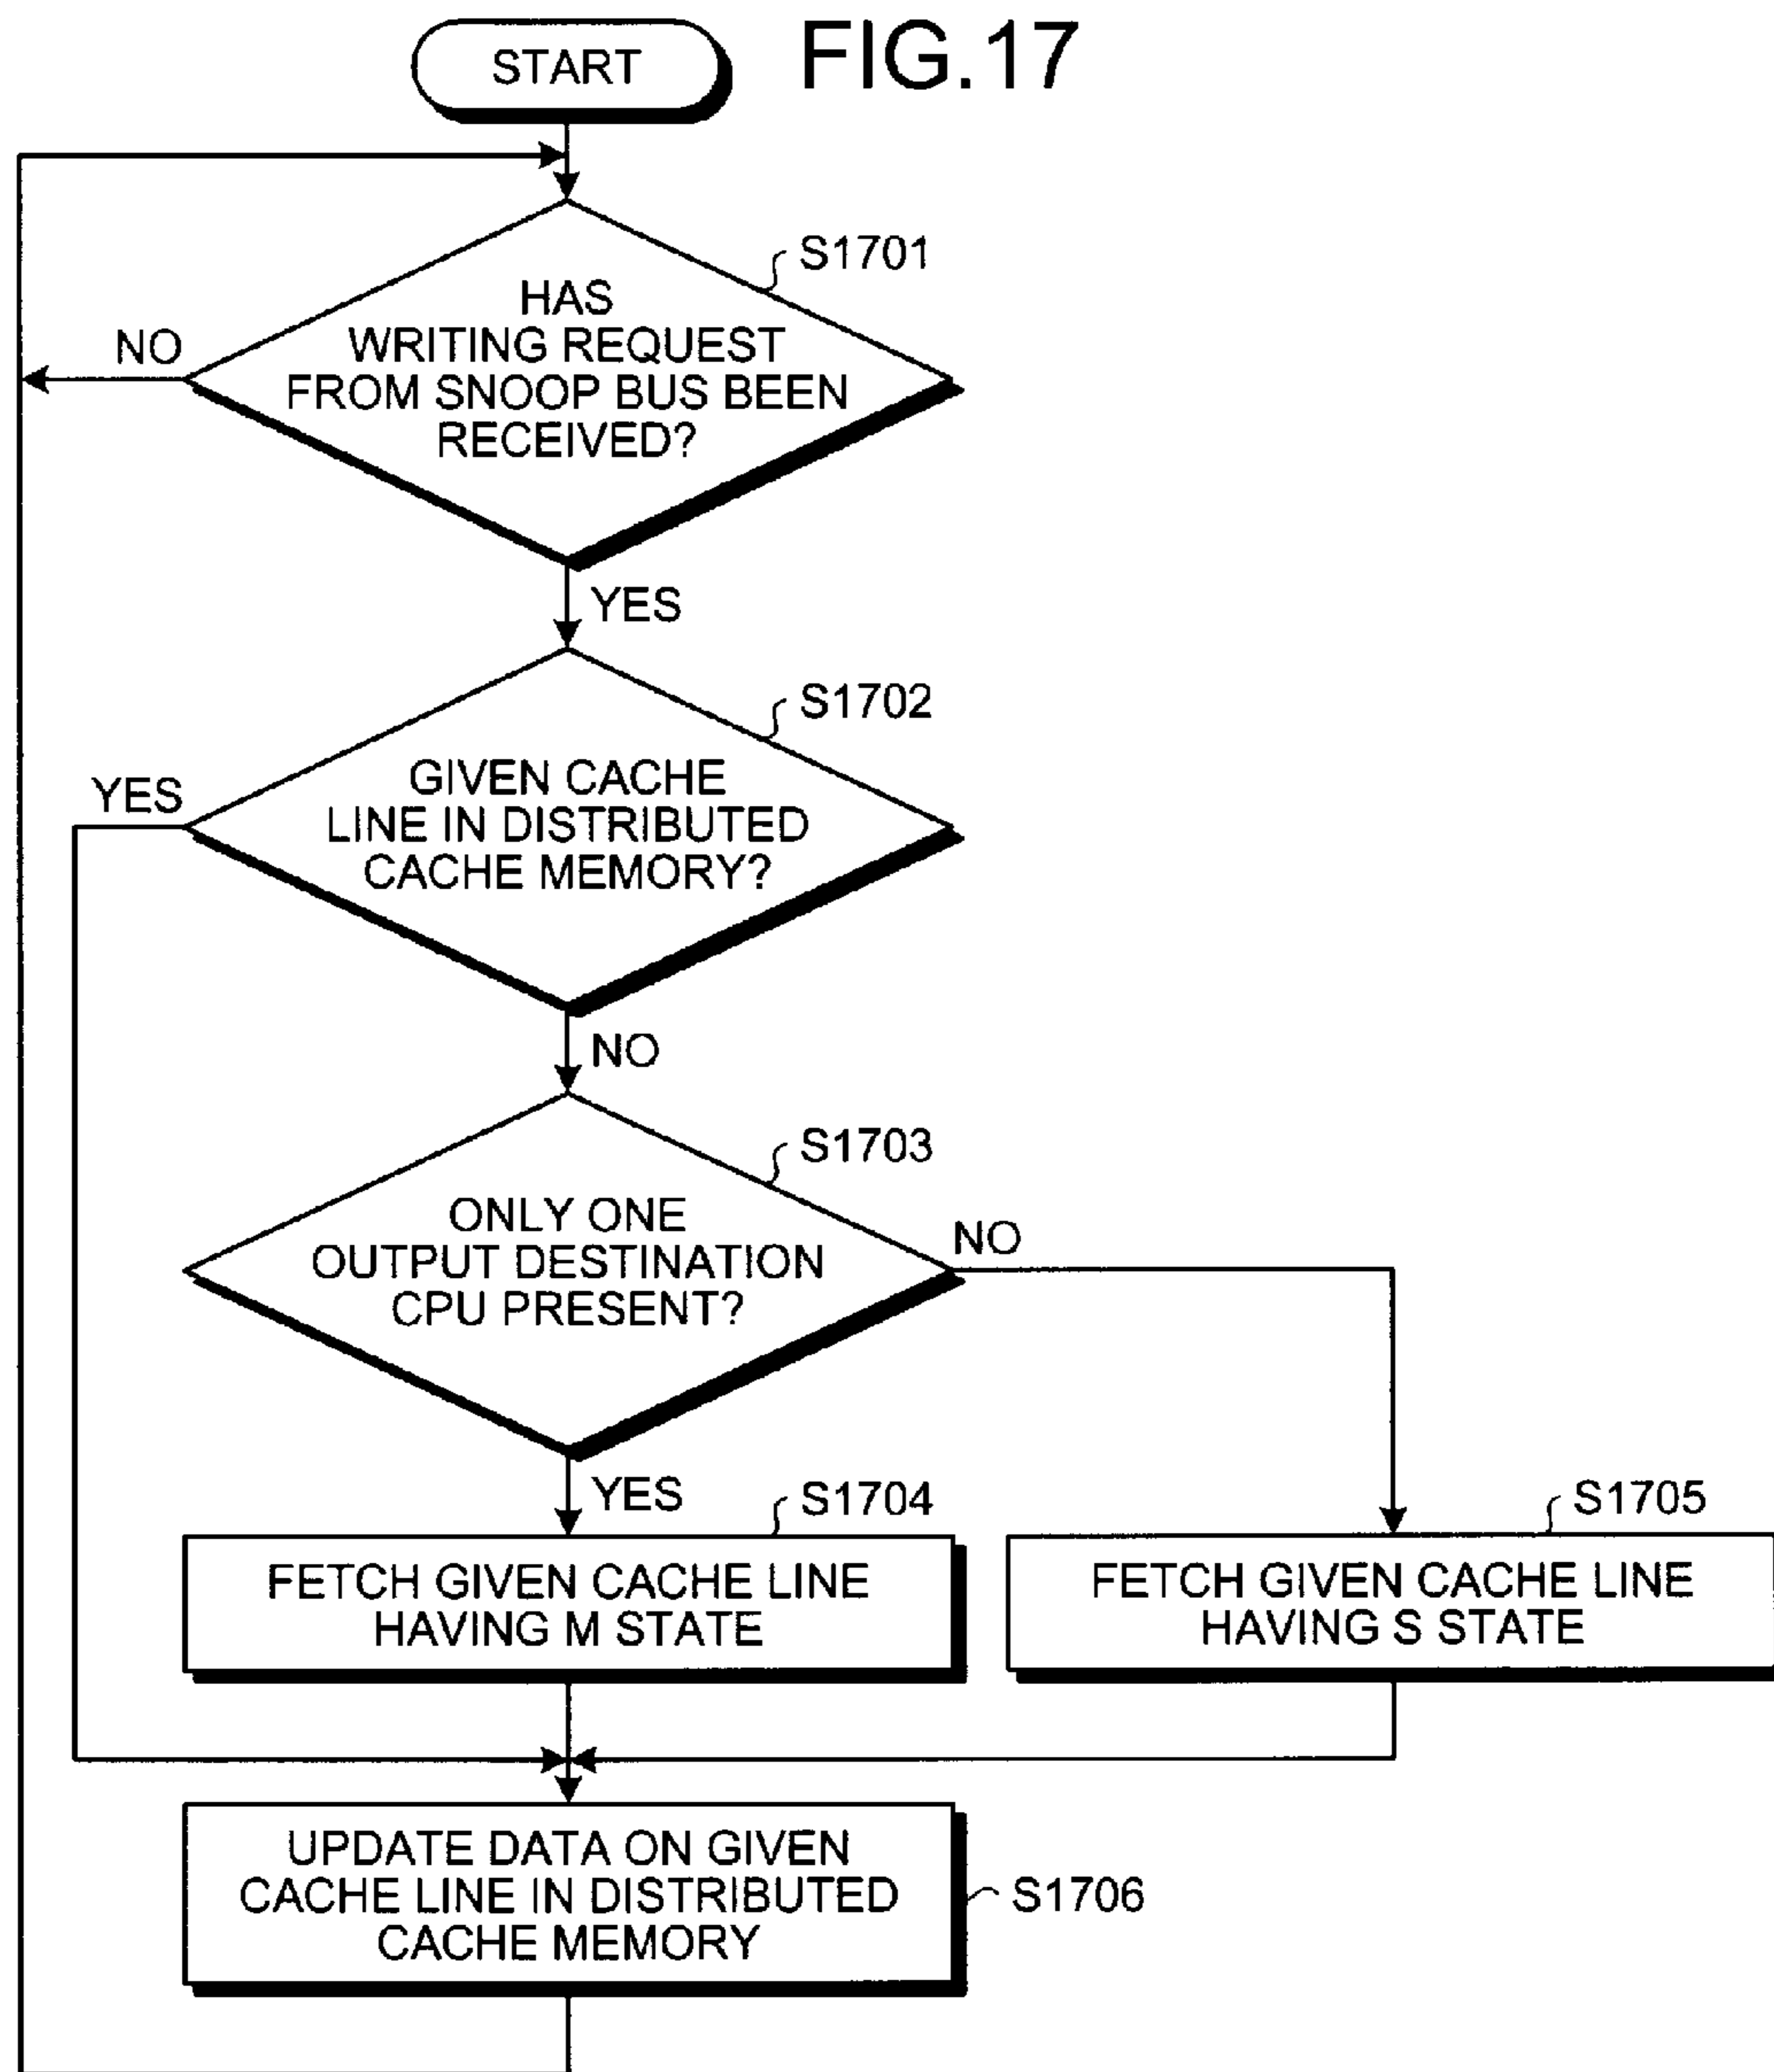 FIG.17
START
S1701
HAS
WRITING REQUEST
FROM SNOOP BUS BEEN
RECEIVED?
NO
YES
S1702
GIVEN CACHE
LINE IN DISTRIBUTED
CACHE MEMORY?
YES
NO
S1703
ONLY ONE
OUTPUT DESTINATION
CPU PRESENT?
NO
YES
S1704
FETCH GIVEN CACHE LINE
HAVING M STATE
S1705
FETCH GIVEN CACHE LINE
HAVING S STATE
UPDATE DATA ON GIVEN
CACHE LINE IN DISTRIBUTED
CACHE MEMORY
S1706